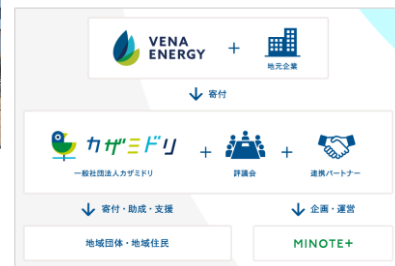 VENA
ENERGY
+
地元企業
寄付
カザミドリ
+
+
一般社団法人カザミドリ
評議会
連携パートナー
寄付・助成・支援
企画・運営
地域団体・地域住民
MINOTE+